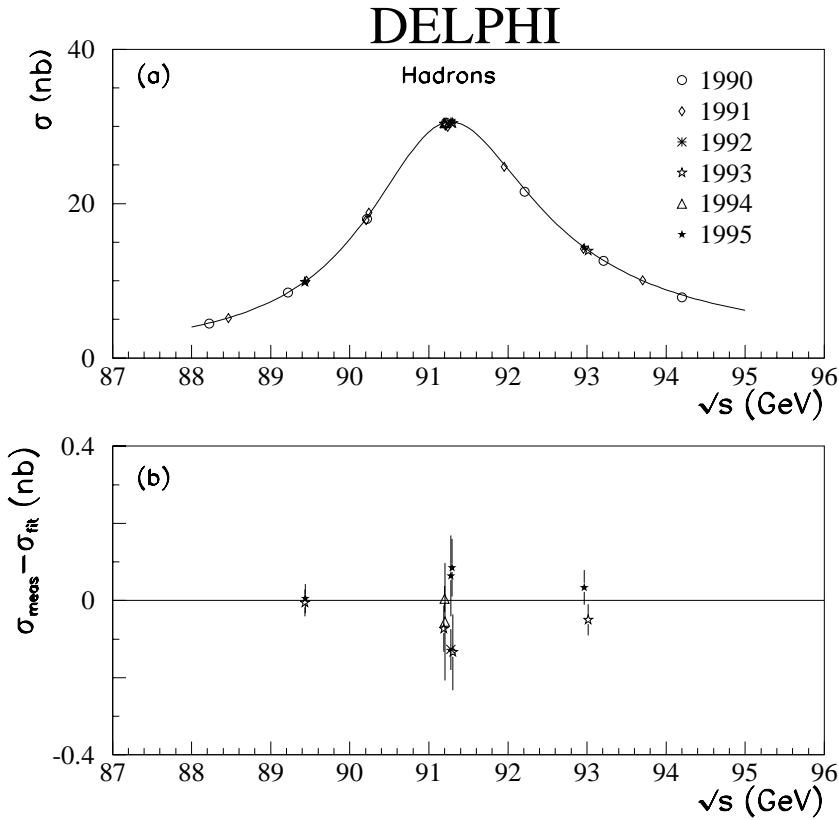 DELPHI
40
20
0
σ (nb)
(a)
Hadrons
1990
1991
1992
1993
1994
1995
87 88 89 90 91 92 93 94 95 96
√s (GeV)
0.4
0
-0.4
σmeas−σfit (nb)
(b)
87 88 89 90 91 92 93 94 95 96
√s (GeV)